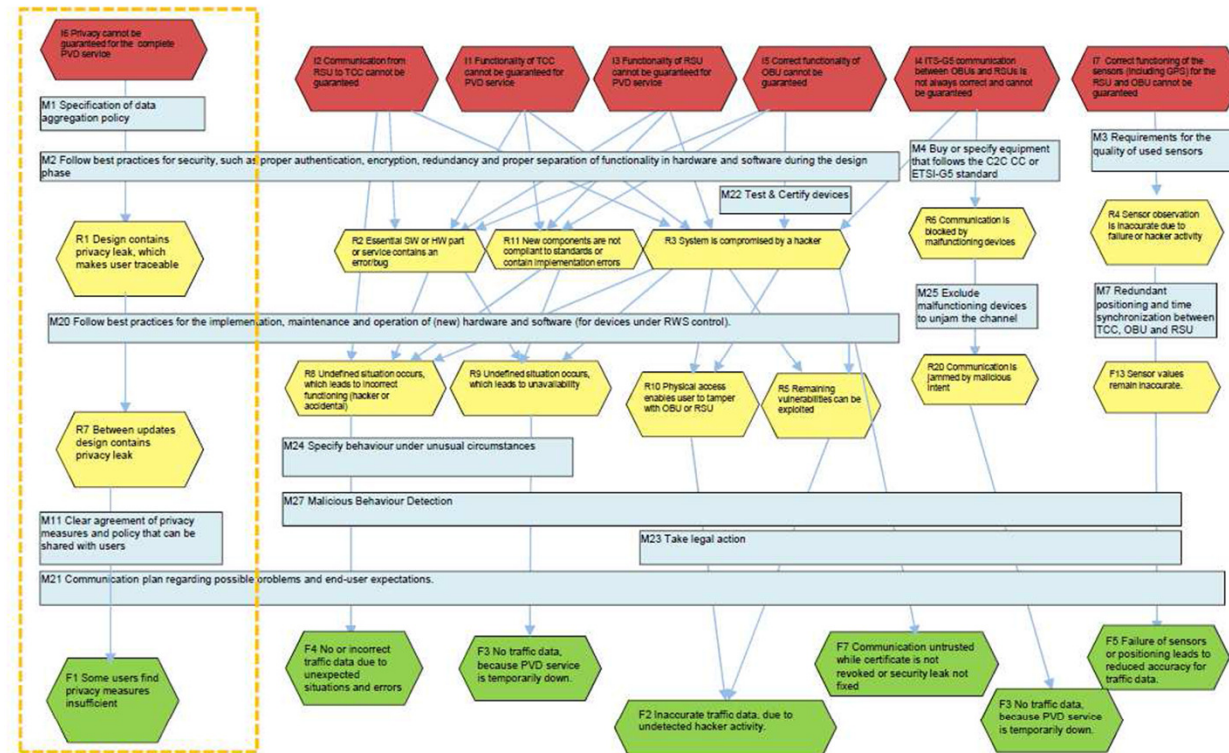 I6 Privacy cannot be
guaranteed for the complete
PVD service
I2 Communication from
RSU to TCC cannot be
guaranteed
I1 Functionality of TCC
cannot be guaranteed for
PVD service
I3 Functionality of RSU
cannot be guaranteed for
PVD service
I5 Correct functionality of
OBU cannot be
guaranteed
I4 ITS-G5 communication
between OBUs and RSUs is
not always correct and cannot
be guaranteed
I7 Correct functioning of the
sensors (including GPS) for the
RSU and OBU cannot be
guaranteed
M1 Specification of data
aggregation policy
M2 Follow best practices for security, such as proper authentication, encryption, redundancy and proper separation of functionality in hardware and software during the design
phase
M4 Buy or specify equipment
that follows the C2C CC or
ETSI-G5 standard
M3 Requirements for the
quality of used sensors
M22 Test & Certify devices
R1 Design contains
privacy leak, which
makes user traceable
R2 Essential SW or HW part
or service contains an
error/bug
R11 New components are not
compliant to standards or
contain implementation errors
R3 System is compromised by a hacker
R6 Communication is
blocked by
malfunctioning devices
R4 Sensor observation
is inaccurate due to
failure or hacker activity
M25 Exclude
malfunctioning devices
to unjam the channel
M7 Redundant
positioning and time
synchronization between
TCC, OBU and RSU
M20 Follow best practices for the implementation, maintenance and operation of (new) hardware and software (for devices under RWS control).
R8 Undefined situation occurs,
which leads to incorrect
functioning (hacker or
accidental)
R9 Undefined situation occurs,
which leads to unavailability
R10 Physical access
enables user to tamper
with OBU or RSU
R5 Remaining
vulnerabilities can be
exploited
R20 Communication is
jammed by malicious
intent
F13 Sensor values
remain inaccurate.
R7 Between updates
design contains
privacy leak
M24 Specify behaviour under unusual circumstances
M27 Malicious Behaviour Detection
M11 Clear agreement of privacy
measures and policy that can be
shared with users
M23 Take legal action
M21 Communication plan regarding possible problems and end-user expectations.
F1 Some users find
privacy measures
insufficient
F4 No or incorrect
traffic data due to
unexpected
situations and errors
F3 No traffic data,
because PVD service
is temporarily down.
F2 Inaccurate traffic data, due to
undetected hacker activity.
F7 Communication untrusted
while certificate is not
revoked or security leak not
fixed
F3 No traffic data,
because PVD service
is temporarily down.
F5 Failure of sensors
or positioning leads to
reduced accuracy for
traffic data.